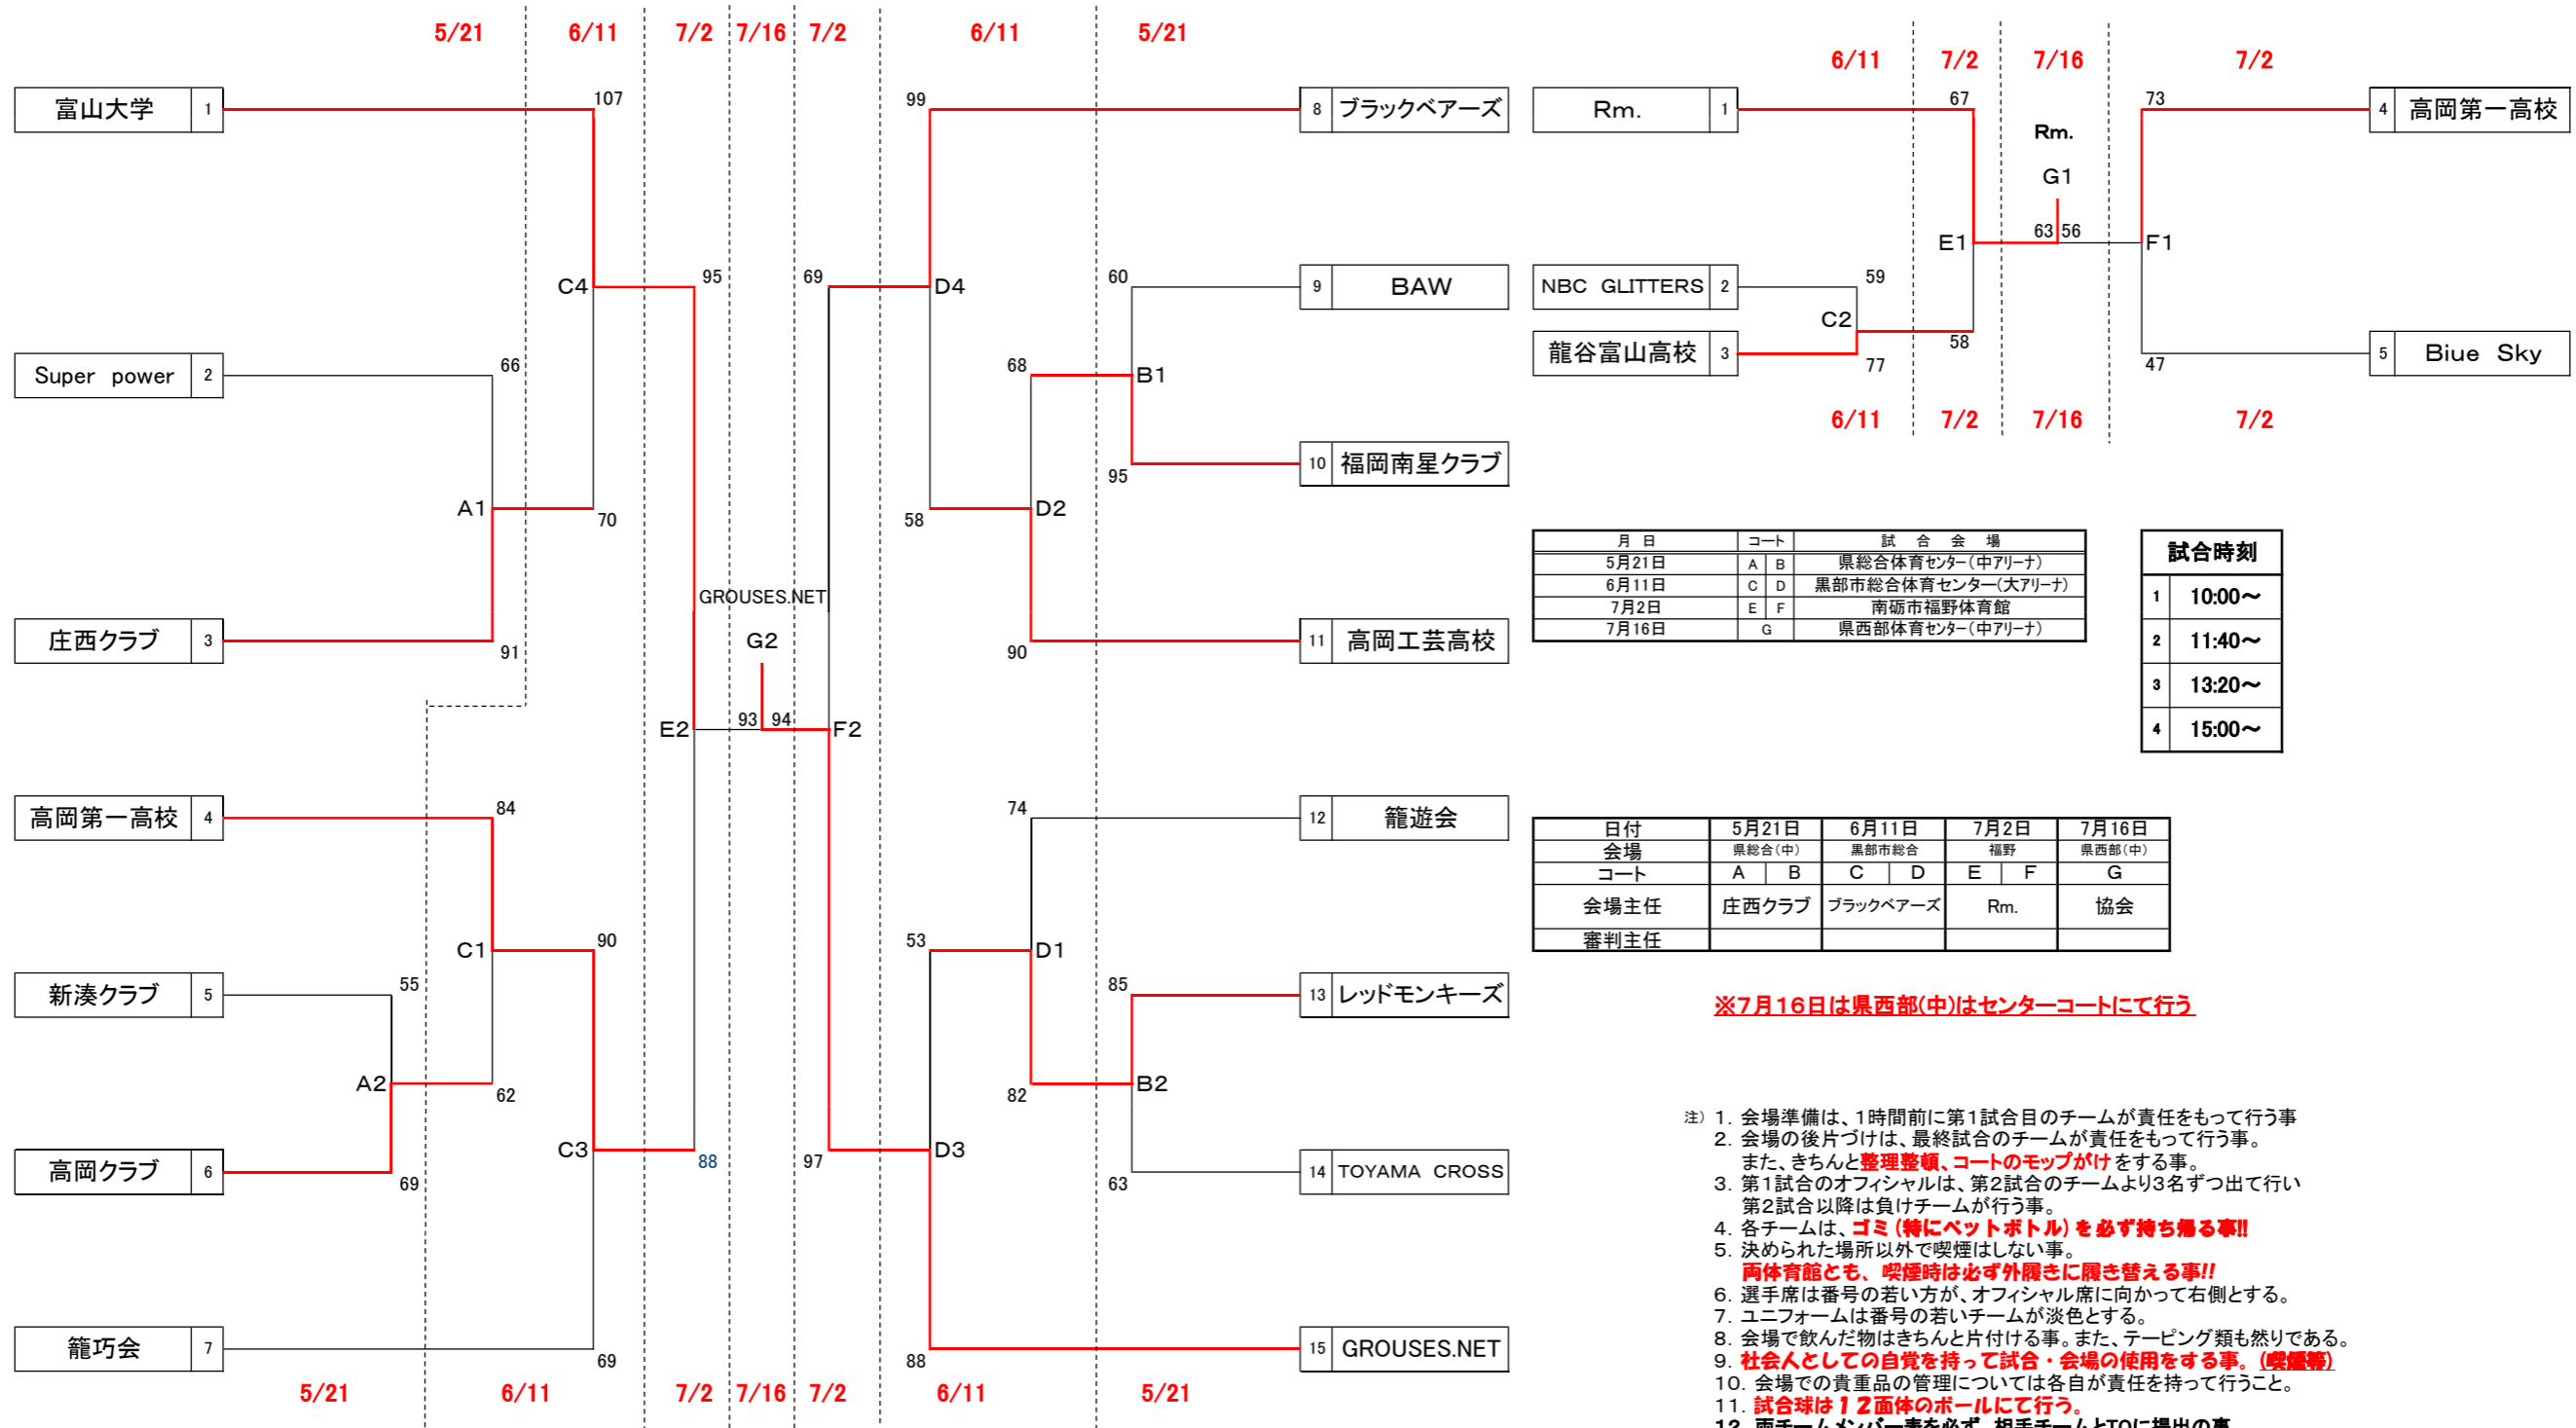 5/21 6/11 7/2 7/16 7/2 6/11 5/21
6/11 7/2 7/16 7/2
富山大学 1
107
99
8 ブラックベアーズ
Rm. 1
67
Rm.
73
4 高岡第一高校
G1
63 56
E1
F1
C4
95
69
D4
60
9 BAW
NBC GLITTERS 2
59
C2
龍谷富山高校 3
77
58
47
5 Biue Sky
Super power 2
66
68
B1
6/11 7/2 7/16 7/2
95
10 福岡南星クラブ
A1
70
58
D2
庄西クラブ 3
91
90
11 高岡工芸高校
GROUSES.NET
G2
93 94
E2
F2
月 日 コート 試 合 会 場
5月21日 A B 県総合体育センター(中アリーナ)
6月11日 C D 黒部市総合体育センター(大アリーナ)
7月2日 E F 南砺市福野体育館
7月16日 G 県西部体育センター(中アリーナ)
試合時刻
1 10:00～
2 11:40～
3 13:20～
4 15:00～
高岡第一高校 4
84
74
12 籠遊会
C1
90
53
D1
新湊クラブ 5
55
85
13 レッドモンキーズ
A2
62
82
B2
高岡クラブ 6
69
C3
88
97
D3
63
14 TOYAMA CROSS
籠巧会 7
69
88
15 GROUSES.NET
5/21 6/11 7/2 7/16 7/2 6/11 5/21
日付 5月21日 6月11日 7月2日 7月16日
会場 県総合(中) 黒部市総合 福野 県西部(中)
コート A B C D E F G
会場主任 庄西クラブ ブラックベアーズ Rm. 協会
審判主任
※7月16日は県西部(中)はセンターコートにて行う
注) 1. 会場準備は、1時間前に第1試合目のチームが責任をもって行う事
2. 会場の後片づけは、最終試合のチームが責任をもって行う事。
また、きちんと整理整頓、コートのモップがけをする事。
3. 第1試合のオフィシャルは、第2試合のチームより3名ずつ出て行い
第2試合以降は負けチームが行う事。
4. 各チームは、ゴミ(特にペットボトル)を必ず持ち帰る事!!
5. 決められた場所以外で喫煙はしない事。
両体育館とも、喫煙時は必ず外履きに履き替える事!!
6. 選手席は番号の若い方が、オフィシャル席に向かって右側とする。
7. ユニフォームは番号の若いチームが淡色とする。
8. 会場で飲んだ物はきちんと片付ける事。また、テーピング類も然りである。
9. 社会人としての自覚を持って試合・会場の使用をする事。(喫煙等)
10. 会場での貴重品の管理については各自が責任を持って行うこと。
11. 試合球は12面体のボールにて行う。
12. 両チームメンバー表を必ず、相手チームとTOに提出の事